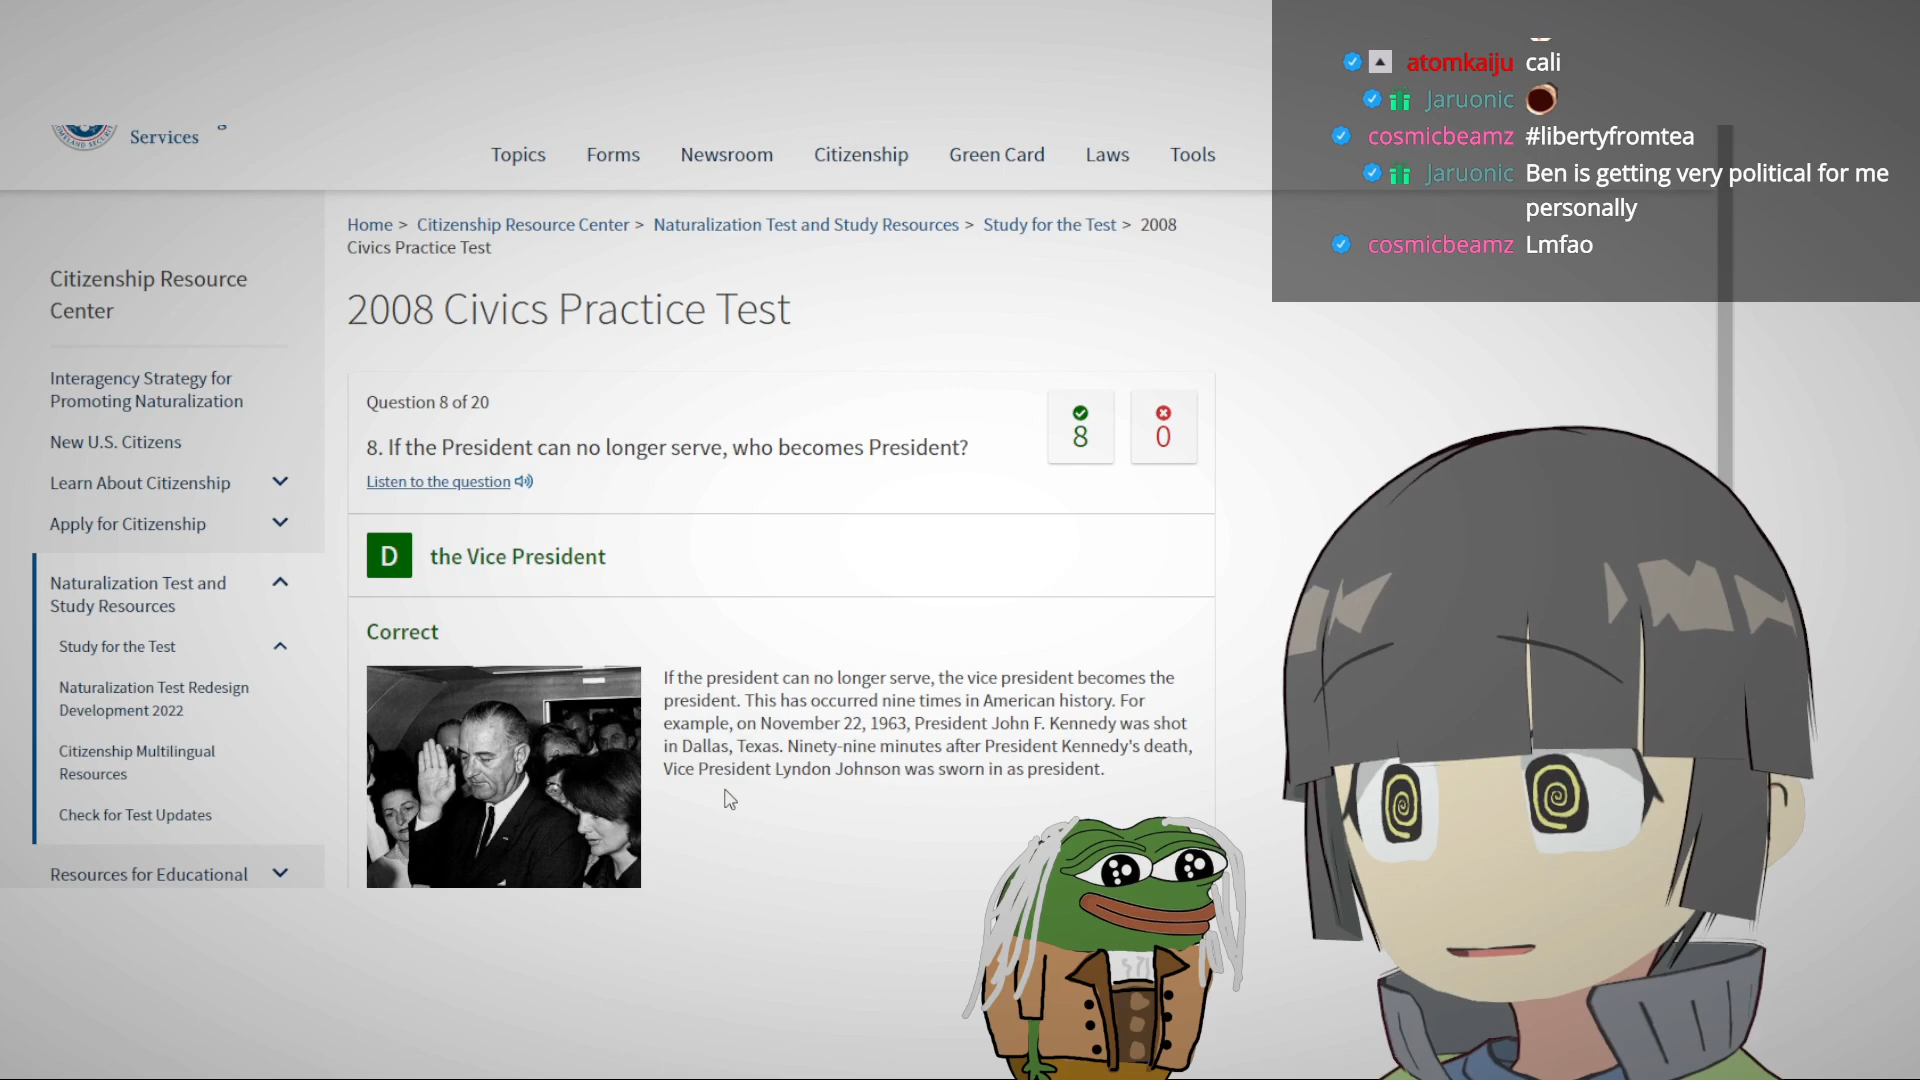 Services
Topics Forms Newsroom Citizenship Green Card Laws Tools
Home > Citizenship Resource Center > Naturalization Test and Study Resources > Study for the Test > 2008
Civics Practice Test
Citizenship Resource
Center
Interagency Strategy for
Promoting Naturalization
New U.S. Citizens
Learn About Citizenship
Apply for Citizenship
Naturalization Test and
Study Resources
Study for the Test
Naturalization Test Redesign
Development 2022
Citizenship Multilingual
Resources
Check for Test Updates
Resources for Educational
2008 Civics Practice Test
Question 8 of 20
8
0
8. If the President can no longer serve, who becomes President?
Listen to the question
D the Vice President
Correct
If the president can no longer serve, the vice president becomes the
president. This has occurred nine times in American history. For
example, on November 22, 1963, President John F. Kennedy was shot
in Dallas, Texas. Ninety-nine minutes after President Kennedy's death,
Vice President Lyndon Johnson was sworn in as president.
atomkaiju cali
Jaruonic
cosmicbeamz #libertyfromtea
Jaruonic Ben is getting very political for me
personally
cosmicbeamz Lmfao